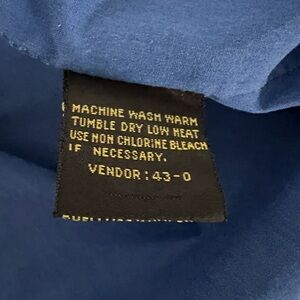 MACHINE WASH WARM
TUMBLE DRY LOW HEAT
USE NON CHLORINE BLEACH
IF NECESSARY.
VENDOR:43-0